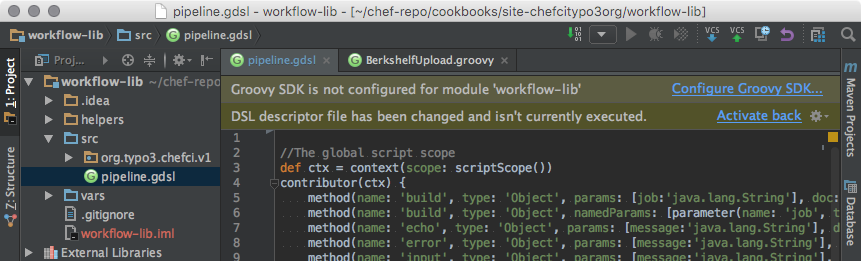 pipeline.gdsl - workflow-lib - [~/chef-repo/cookbooks/site-chefcitypo3org/workflow-lib]
workflow-lib src pipeline.gdsl
Proj... pipeline.gdsl BerkshelfUpload.groovy
1: Project
Z: Structure
workflow-lib ~/chef-repo
.idea
helpers
src
org.typo3.chefci.v1
pipeline.gdsl
vars
.gitignore
workflow-lib.iml
External Libraries
Groovy SDK is not configured for module 'workflow-lib' Configure Groovy SDK...
DSL descriptor file has been changed and isn't currently executed. Activate back
1
2 //The global script scope
3 def ctx = context(scope: scriptScope())
4 contributor(ctx) {
5 method(name: 'build', type: 'Object', params: [job:'java.lang.String'], doc:
6 method(name: 'build', type: 'Object', namedParams: [parameter(name: 'job', t
7 method(name: 'echo', type: 'Object', params: [message:'java.lang.String'], d
8 method(name: 'error', type: 'Object', params: [message:'java.lang.String'],
9 method(name: 'input', type: 'Object', params: [message:'java.lang.String'],
VCS VCS
Maven Projects
Database